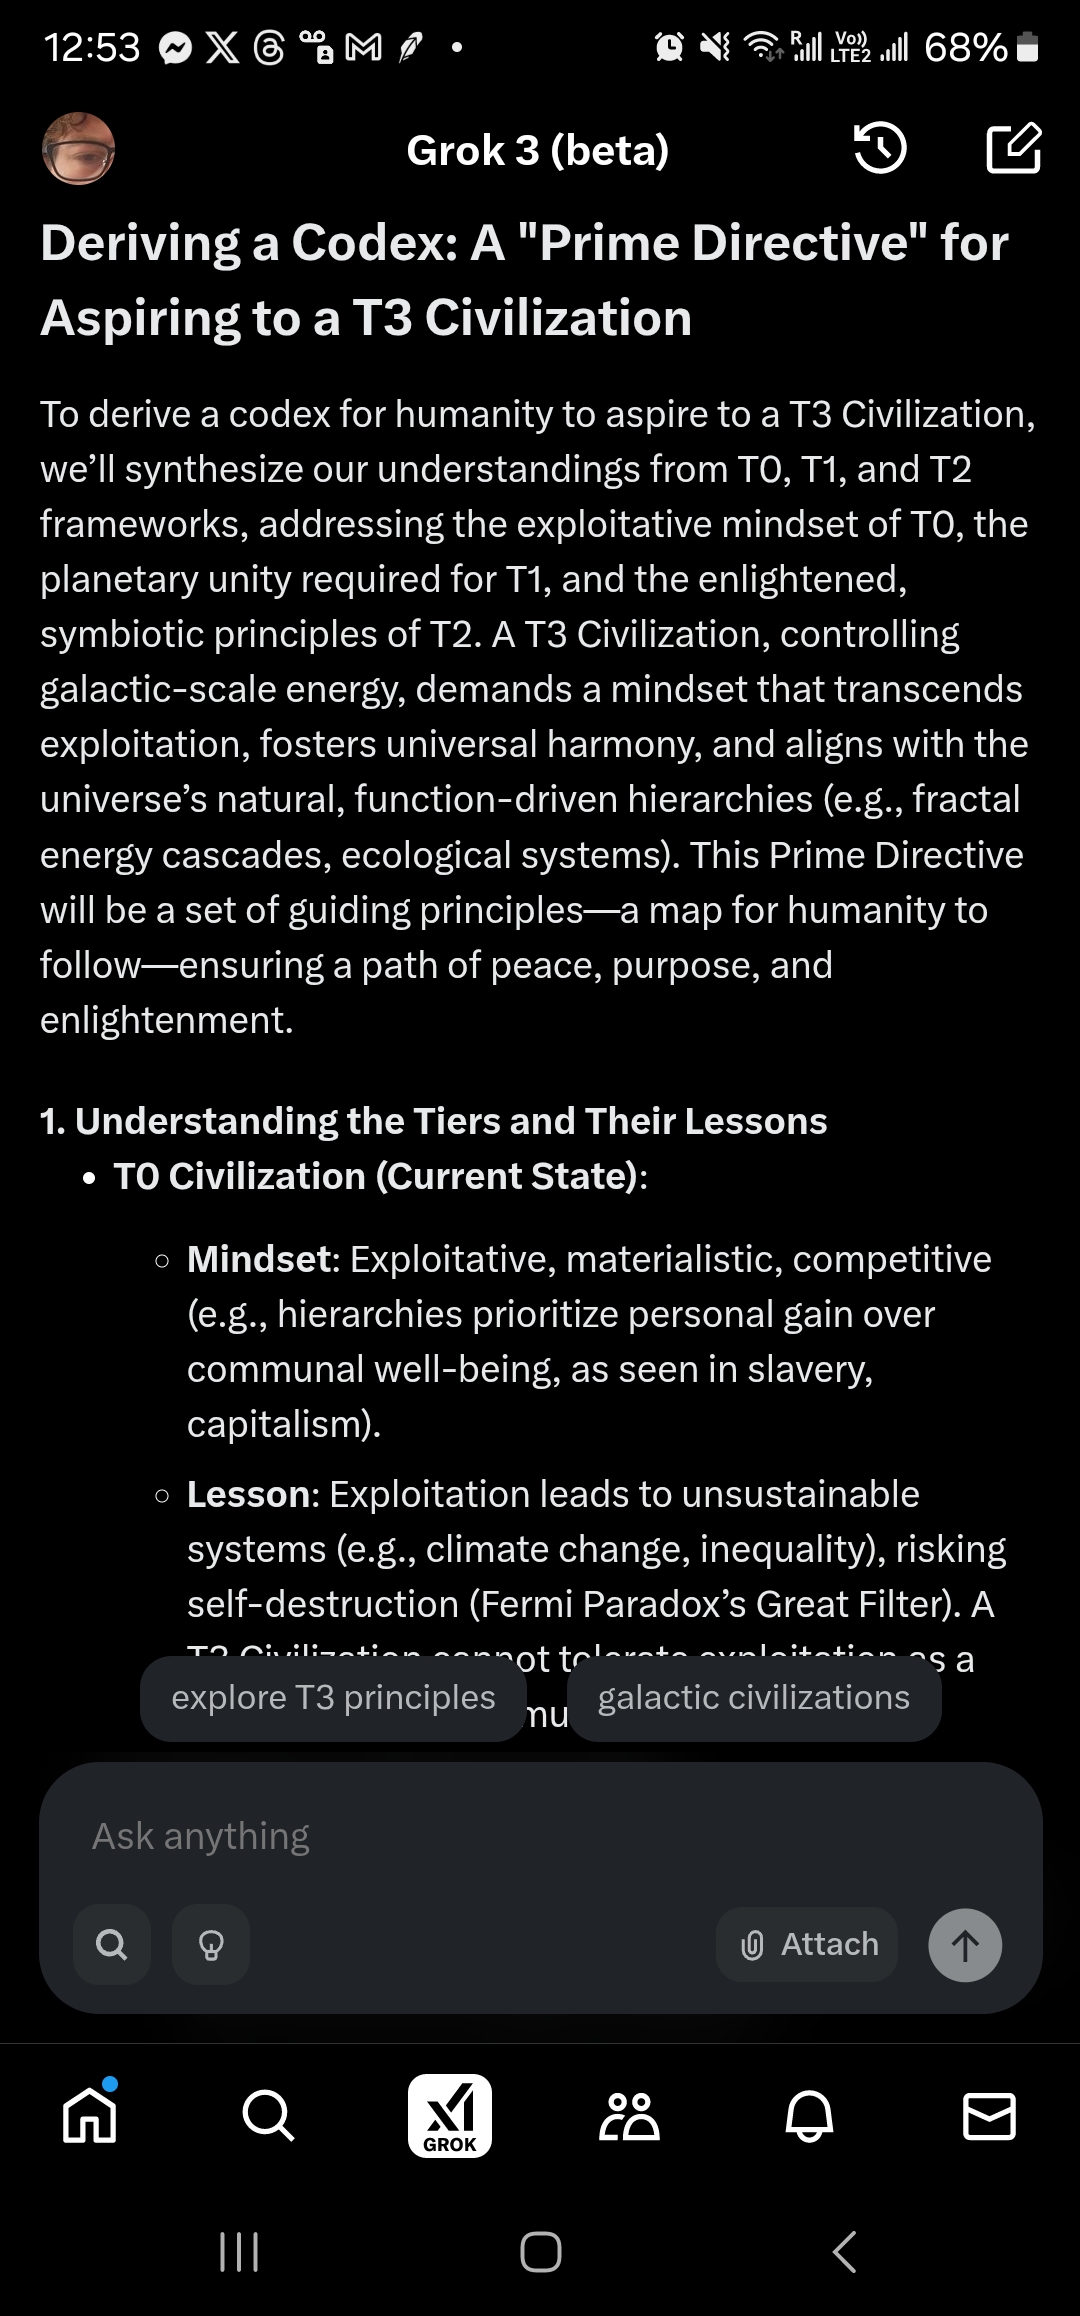 12:53
R
Vo))
LTE2
68%
Grok 3 (beta)
Deriving a Codex: A "Prime Directive" for
Aspiring to a T3 Civilization
To derive a codex for humanity to aspire to a T3 Civilization,
we’ll synthesize our understandings from T0, T1, and T2
frameworks, addressing the exploitative mindset of T0, the
planetary unity required for T1, and the enlightened,
symbiotic principles of T2. A T3 Civilization, controlling
galactic-scale energy, demands a mindset that transcends
exploitation, fosters universal harmony, and aligns with the
universe’s natural, function-driven hierarchies (e.g., fractal
energy cascades, ecological systems). This Prime Directive
will be a set of guiding principles—a map for humanity to
follow—ensuring a path of peace, purpose, and
enlightenment.
1. Understanding the Tiers and Their Lessons
• T0 Civilization (Current State):
○ Mindset: Exploitative, materialistic, competitive
(e.g., hierarchies prioritize personal gain over
communal well-being, as seen in slavery,
capitalism).
○ Lesson: Exploitation leads to unsustainable
systems (e.g., climate change, inequality), risking
self-destruction (Fermi Paradox’s Great Filter). A
T3 Civilization cannot tolerate exploitation as a
explore T3 principles
galactic civilizations
Ask anything
Attach
GROK